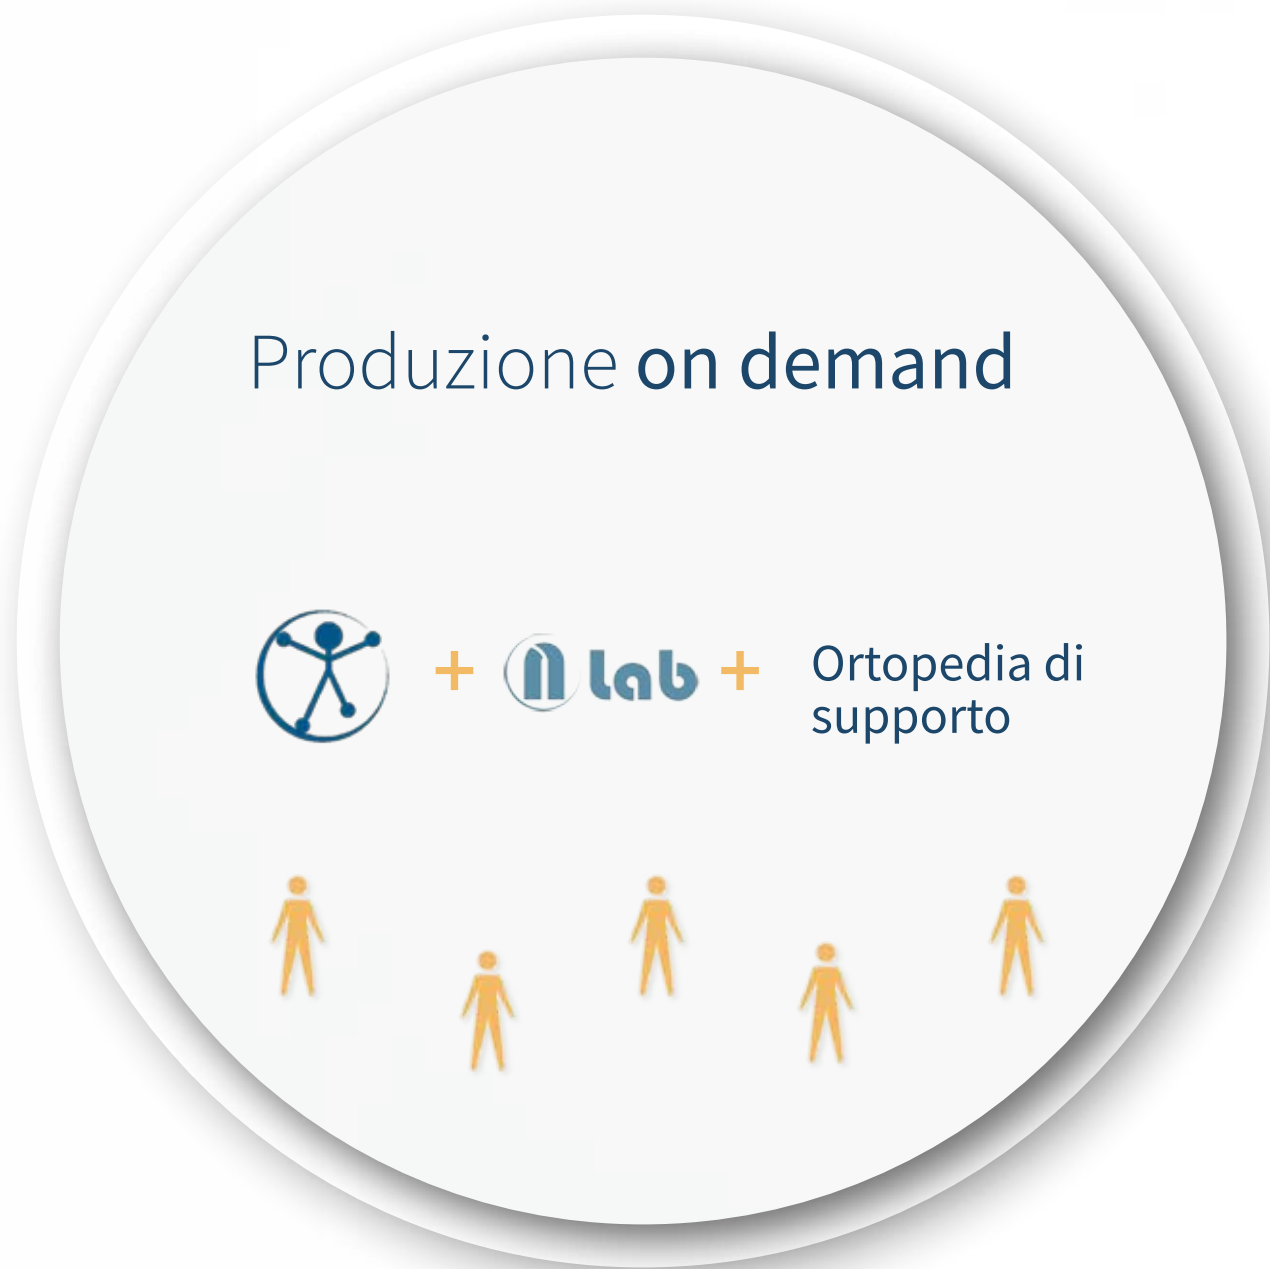 Produzione on demand
+ lab +
Ortopedia di
supporto